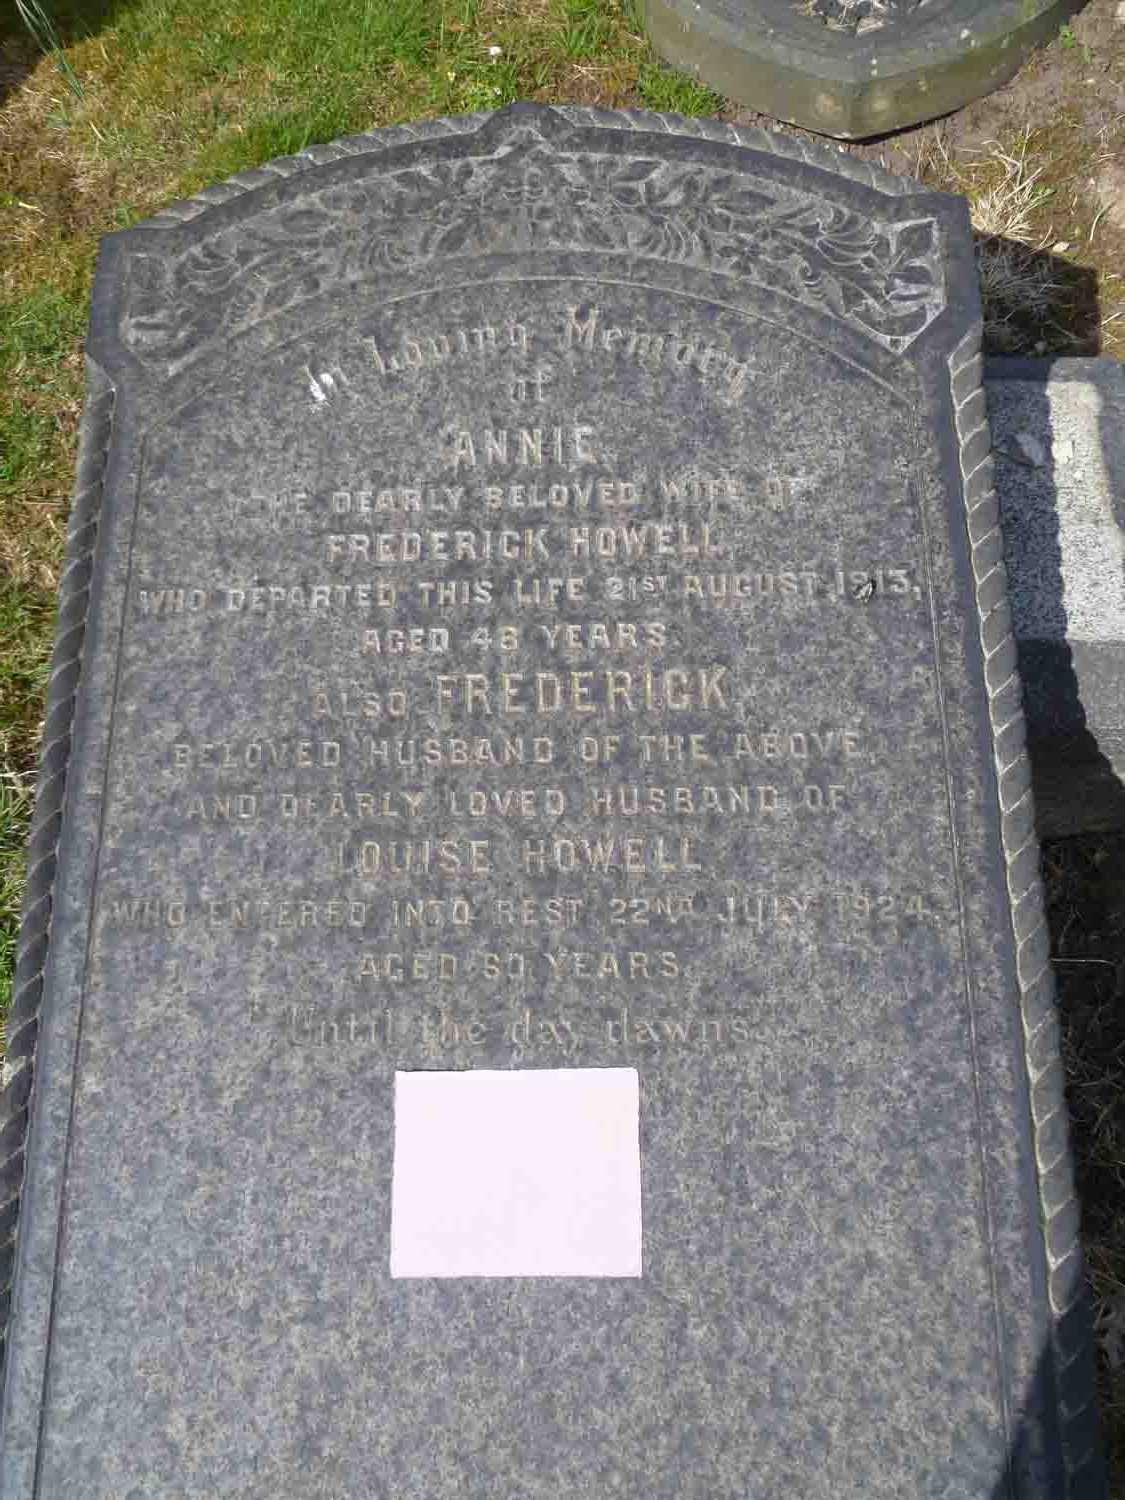 In Loving Memory
of
ANNIE
THE DEARLY BELOVED WIFE OF
FREDERICK HOWELL
WHO DEPARTED THIS LIFE 21ST AUGUST 1915,
AGED 48 YEARS
ALSO FREDERICK
BELOVED HUSBAND OF THE ABOVE
AND DEARLY LOVED HUSBAND OF
LOUISE HOWELL
WHO ENTERED INTO REST 22ND JULY 1924,
AGED 60 YEARS
Until the day dawns